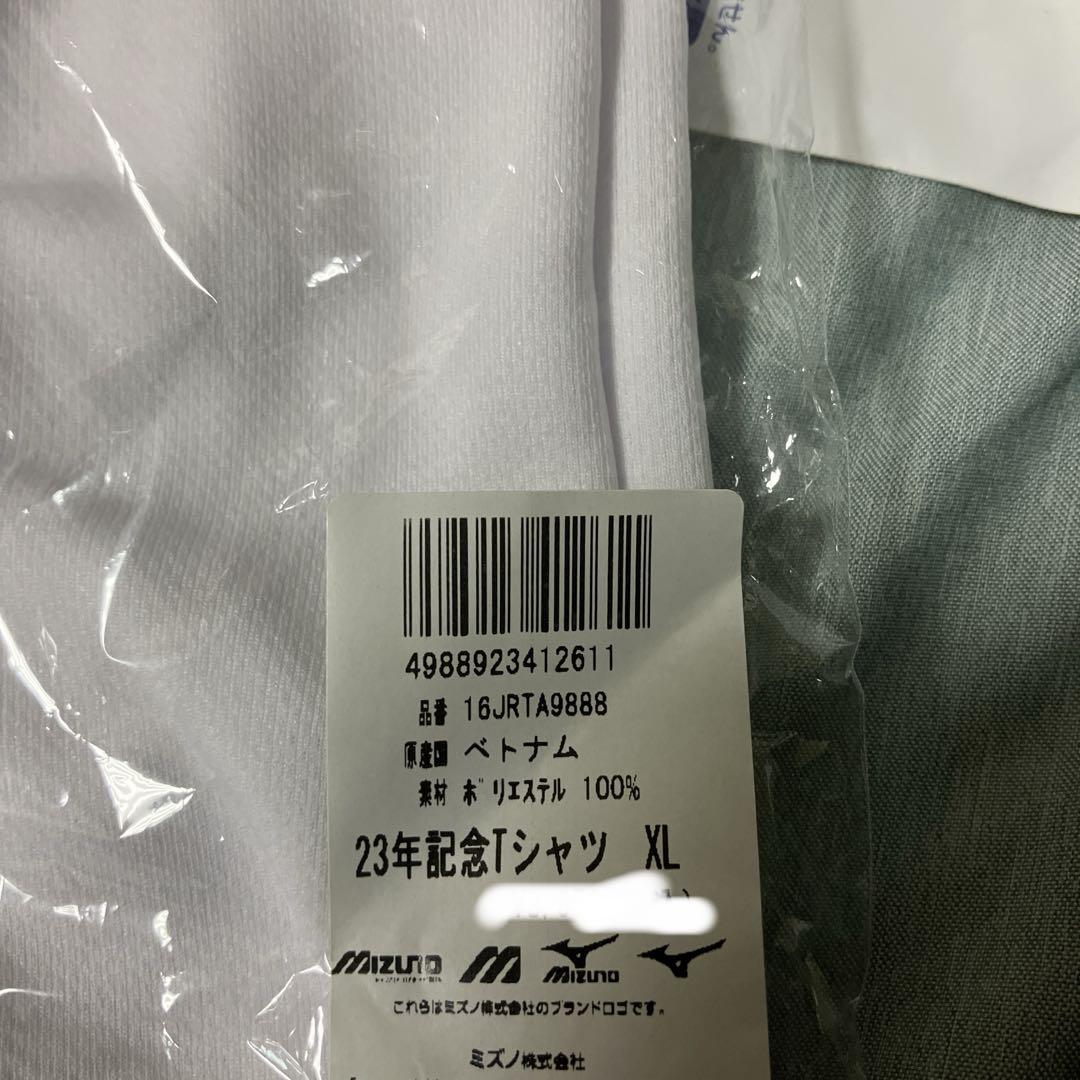 せん。
4988923412611
品番 16JRTA9888
原産国 ベトナム
素材 ポリエステル 100%
23年記念Tシャツ XL
MIZUNO MIZUNO
これらはミズノ株式会社のブランドロゴです。
ミズノ株式会社